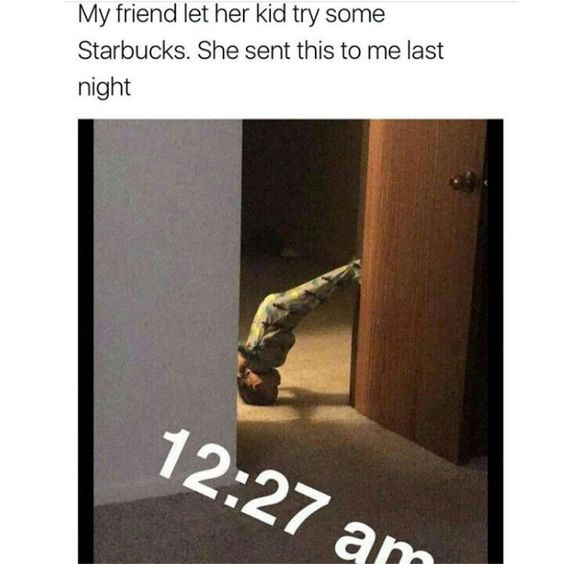 My friend let her kid try some
Starbucks. She sent this to me last
night
12:27 am